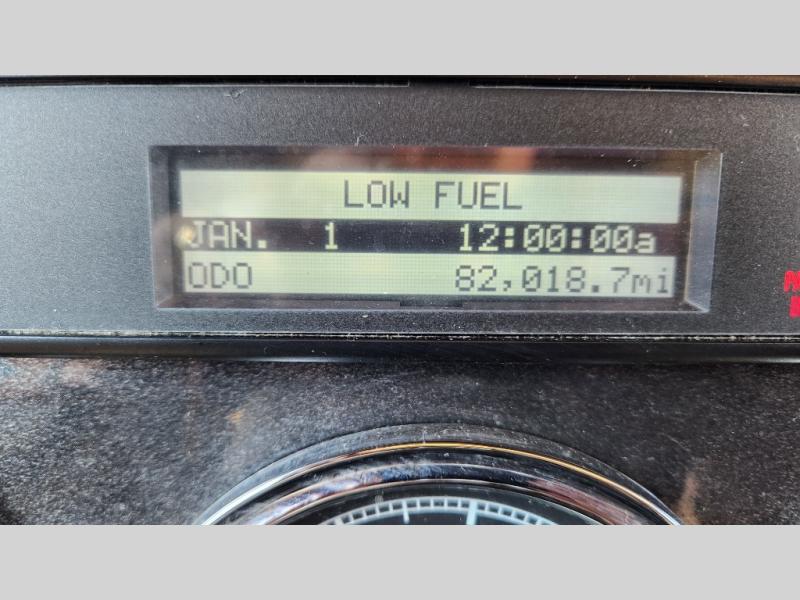 LOW FUEL
JAN. 1 12:00:00a
ODO 82,018.7mi